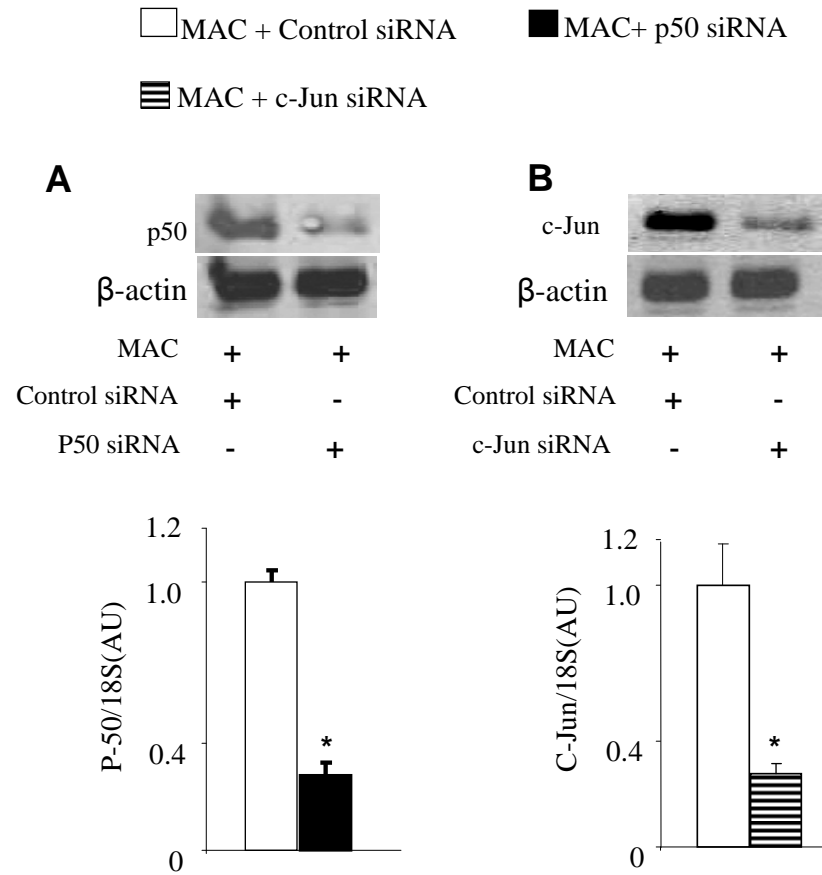 MAC + Control siRNA
MAC+ p50 siRNA
MAC + c-Jun siRNA
A
p50
β-actin
MAC + +
Control siRNA + -
P50 siRNA - +
1.2
1.0
0.4
0
P-50/18S(AU)
*
B
c-Jun
β-actin
MAC + +
Control siRNA + -
c-Jun siRNA - +
1.2
1.0
0.4
0
C-Jun/18S(AU)
*